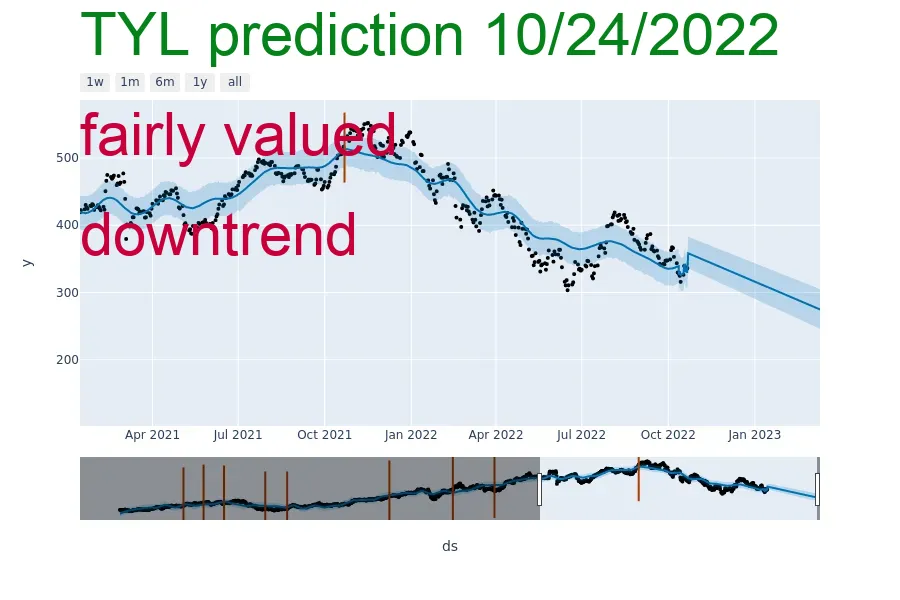 TYL prediction 10/24/2022
1w 1m 6m 1y all
fairly valued
downtrend
500
400
300
200
y
Apr 2021 Jul 2021 Oct 2021 Jan 2022 Apr 2022 Jul 2022 Oct 2022 Jan 2023
ds